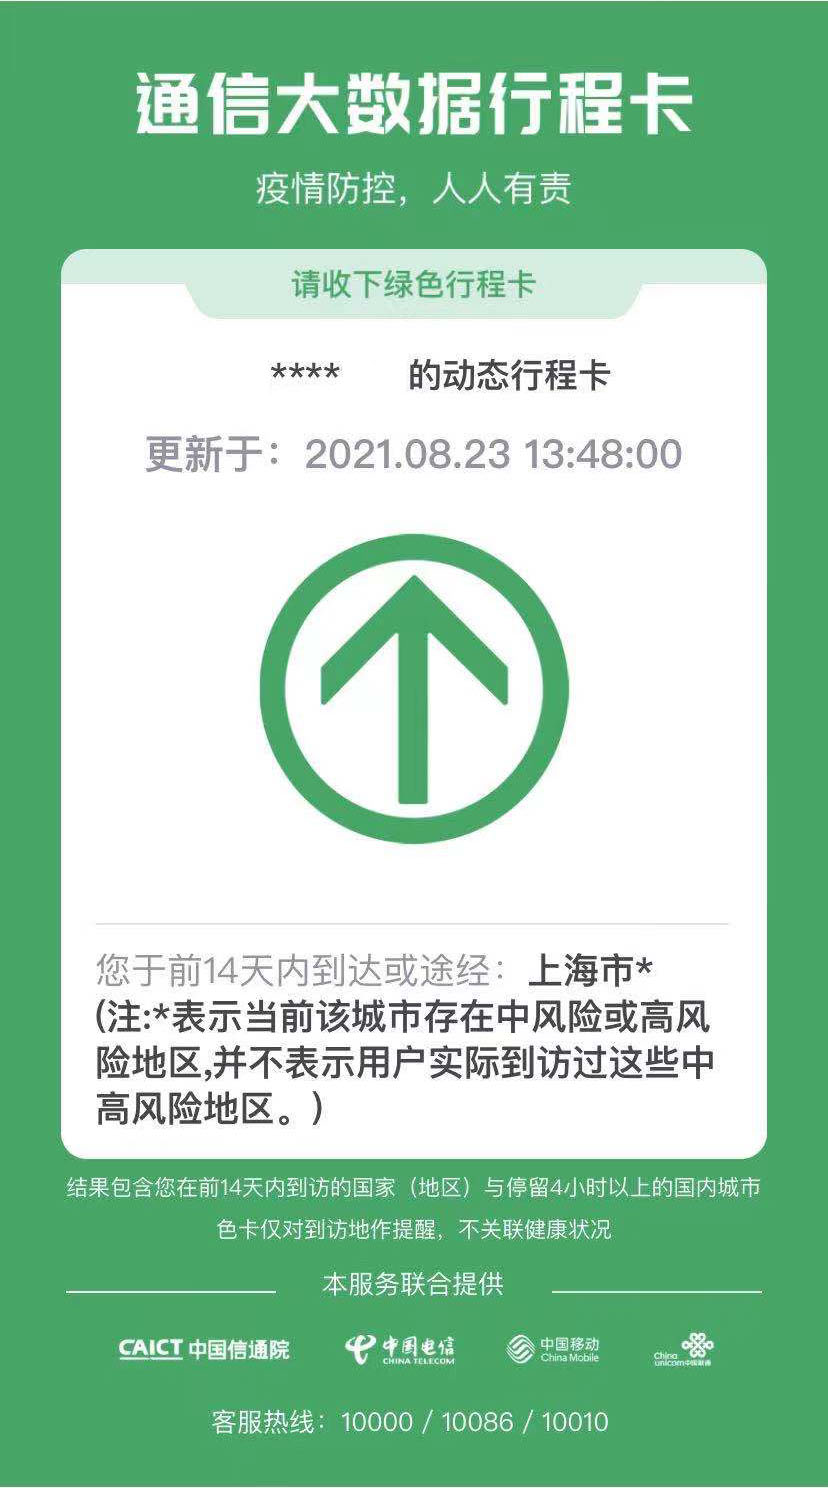 通信大数据行程卡
疫情防控，人人有责
请收下绿色行程卡
**** 的动态行程卡
更新于：2021.08.23 13:48:00
您于前14天内到达或途经：上海市*
(注:*表示当前该城市存在中风险或高风
险地区,并不表示用户实际到访过这些中
高风险地区。)
结果包含您在前14天内到访的国家（地区）与停留4小时以上的国内城市
色卡仅对到访地作提醒，不关联健康状况
本服务联合提供
CAICT 中国信通院
中国电信
CHINA TELECOM
中国移动
China Mobile
China
unicom中国联通
客服热线：10000 / 10086 / 10010